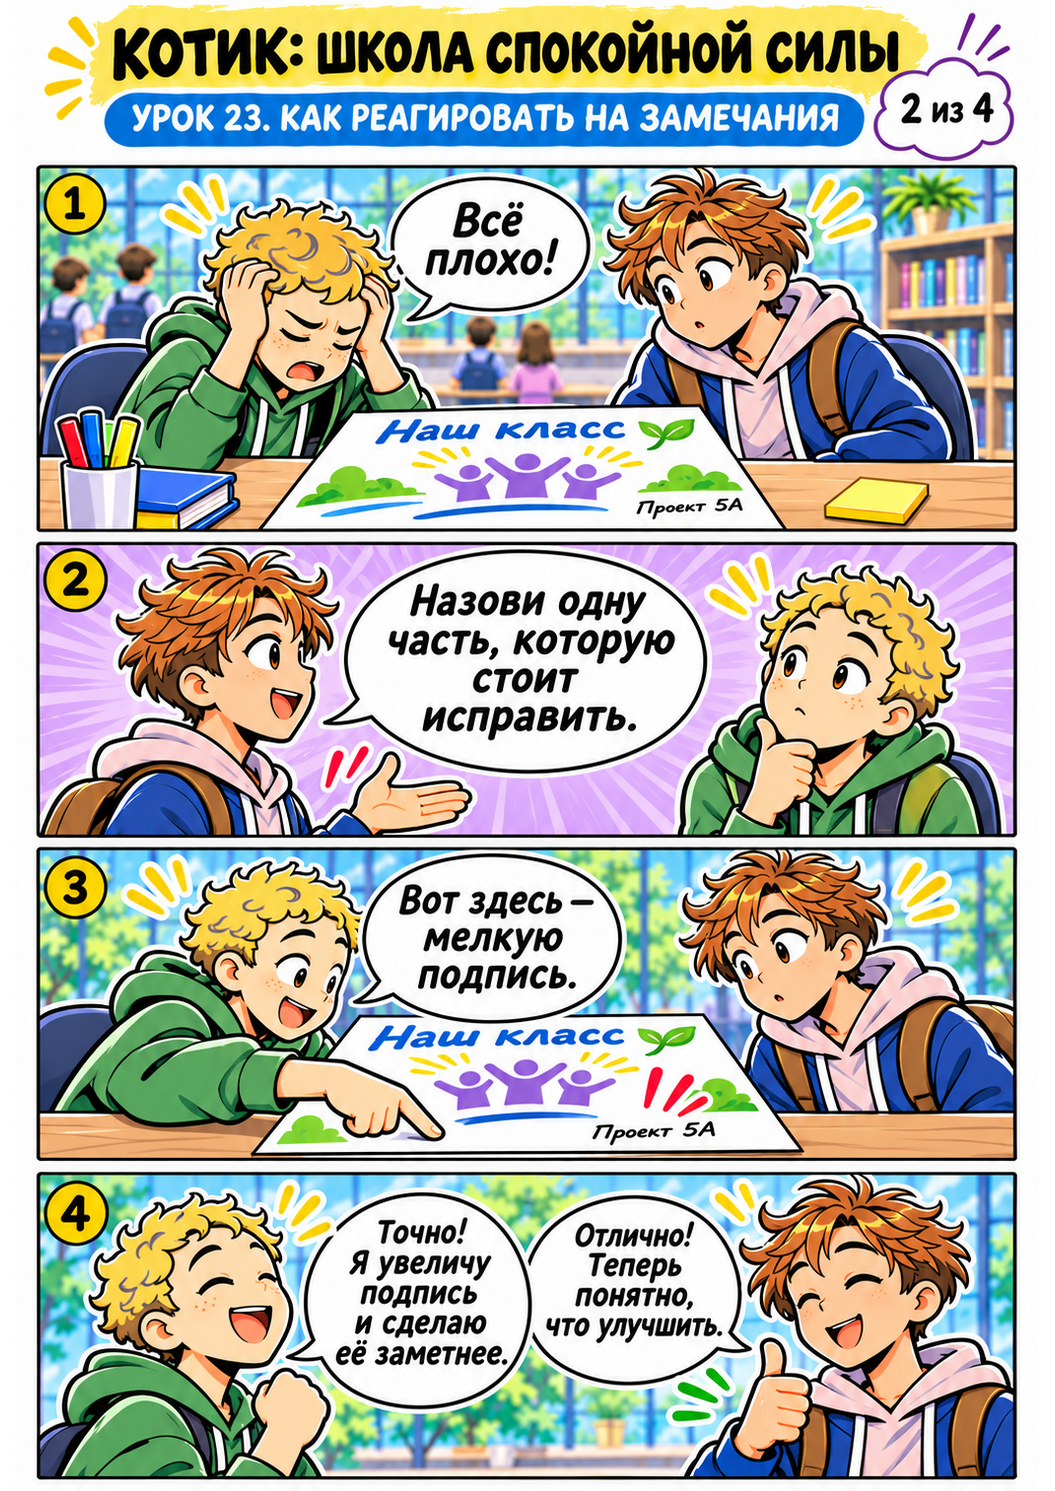 КОТИК: ШКОЛА СПОКОЙНОЙ СИЛЫ
УРОК 23. КАК РЕАГИРОВАТЬ НА ЗАМЕЧАНИЯ
2 из 4
1
Всё
плохо!
Наш класс
Проект 5А
2
Назови одну
часть, которую
стоит
исправить.
3
Вот здесь –
мелкую
подпись.
Наш класс
Проект 5А
4
Точно!
Я увеличу
подпись
и сделаю
её заметнее.
Отлично!
Теперь
понятно,
что улучшить.